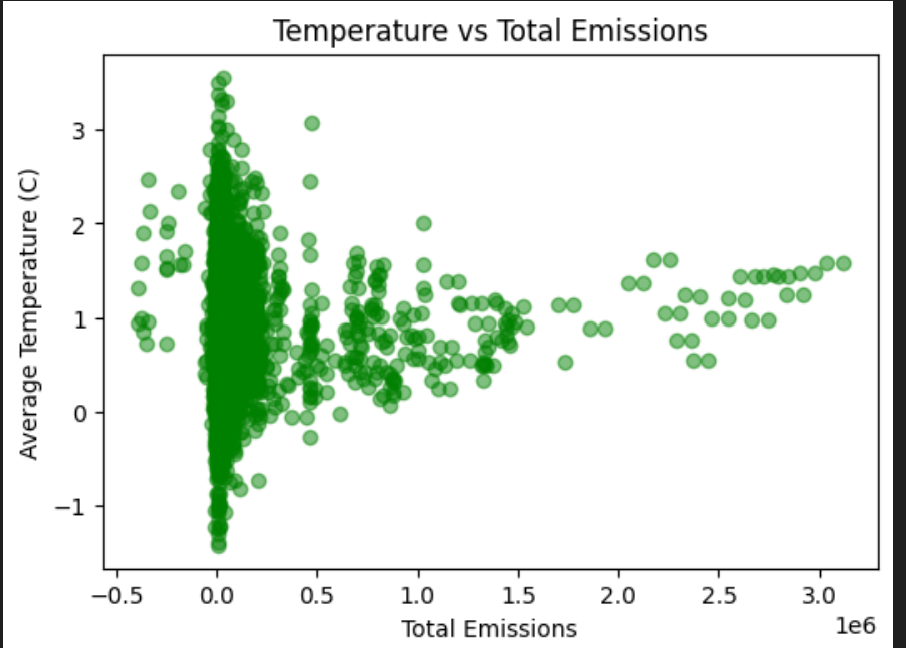 Temperature vs Total Emissions
Average Temperature (C)
3
2
1
0
−1
−0.5 0.0 0.5 1.0 1.5 2.0 2.5 3.0
1e6
Total Emissions